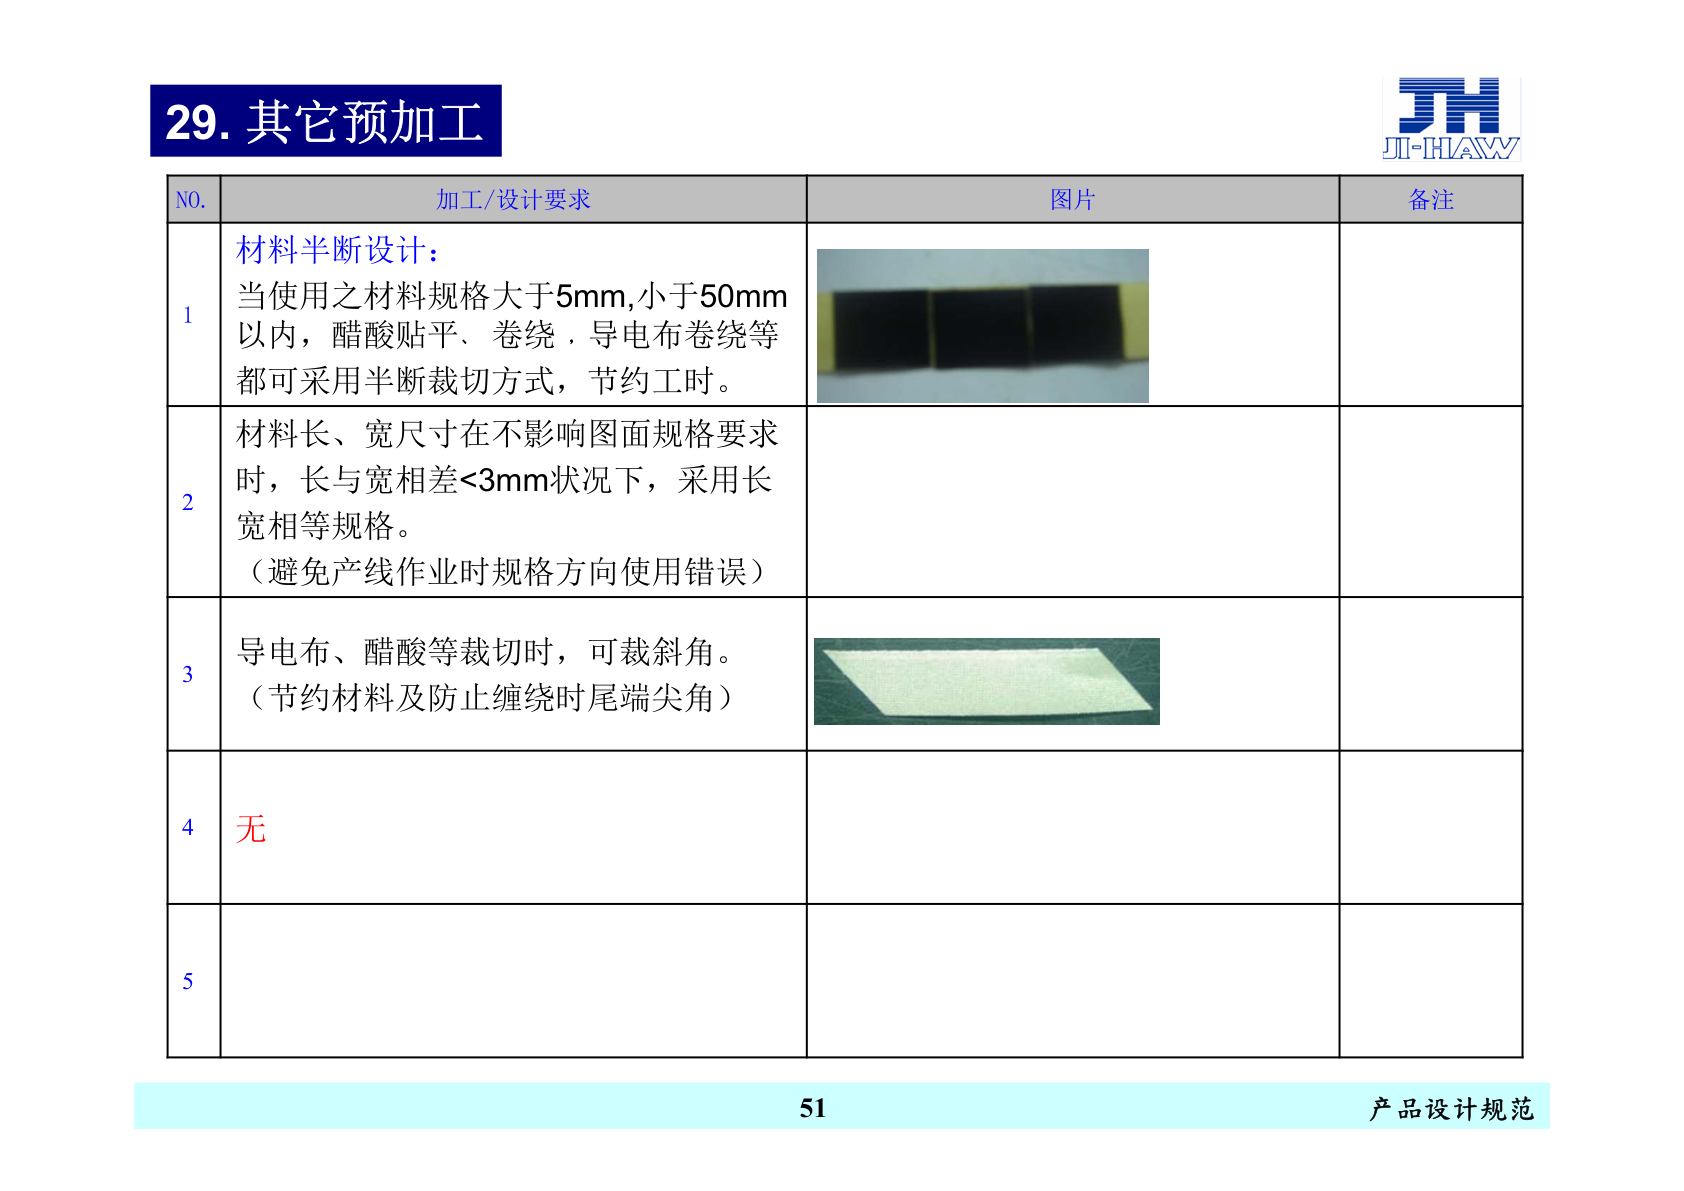 29. 其它预加工
JH
JI-HAW
NO.
加工/设计要求
图片
备注
1
材料半断设计:
当使用之材料规格大于5mm,小于50mm
以内，醋酸贴平、 卷绕，导电布卷绕等
都可采用半断裁切方式，节约工时。
2
材料长、宽尺寸在不影响图面规格要求
时，长与宽相差<3mm状况下，采用长
宽相等规格。
（避免产线作业时规格方向使用错误）
3
导电布、醋酸等裁切时，可裁斜角。
（节约材料及防止缠绕时尾端尖角）
4
无
5
51
产品设计规范